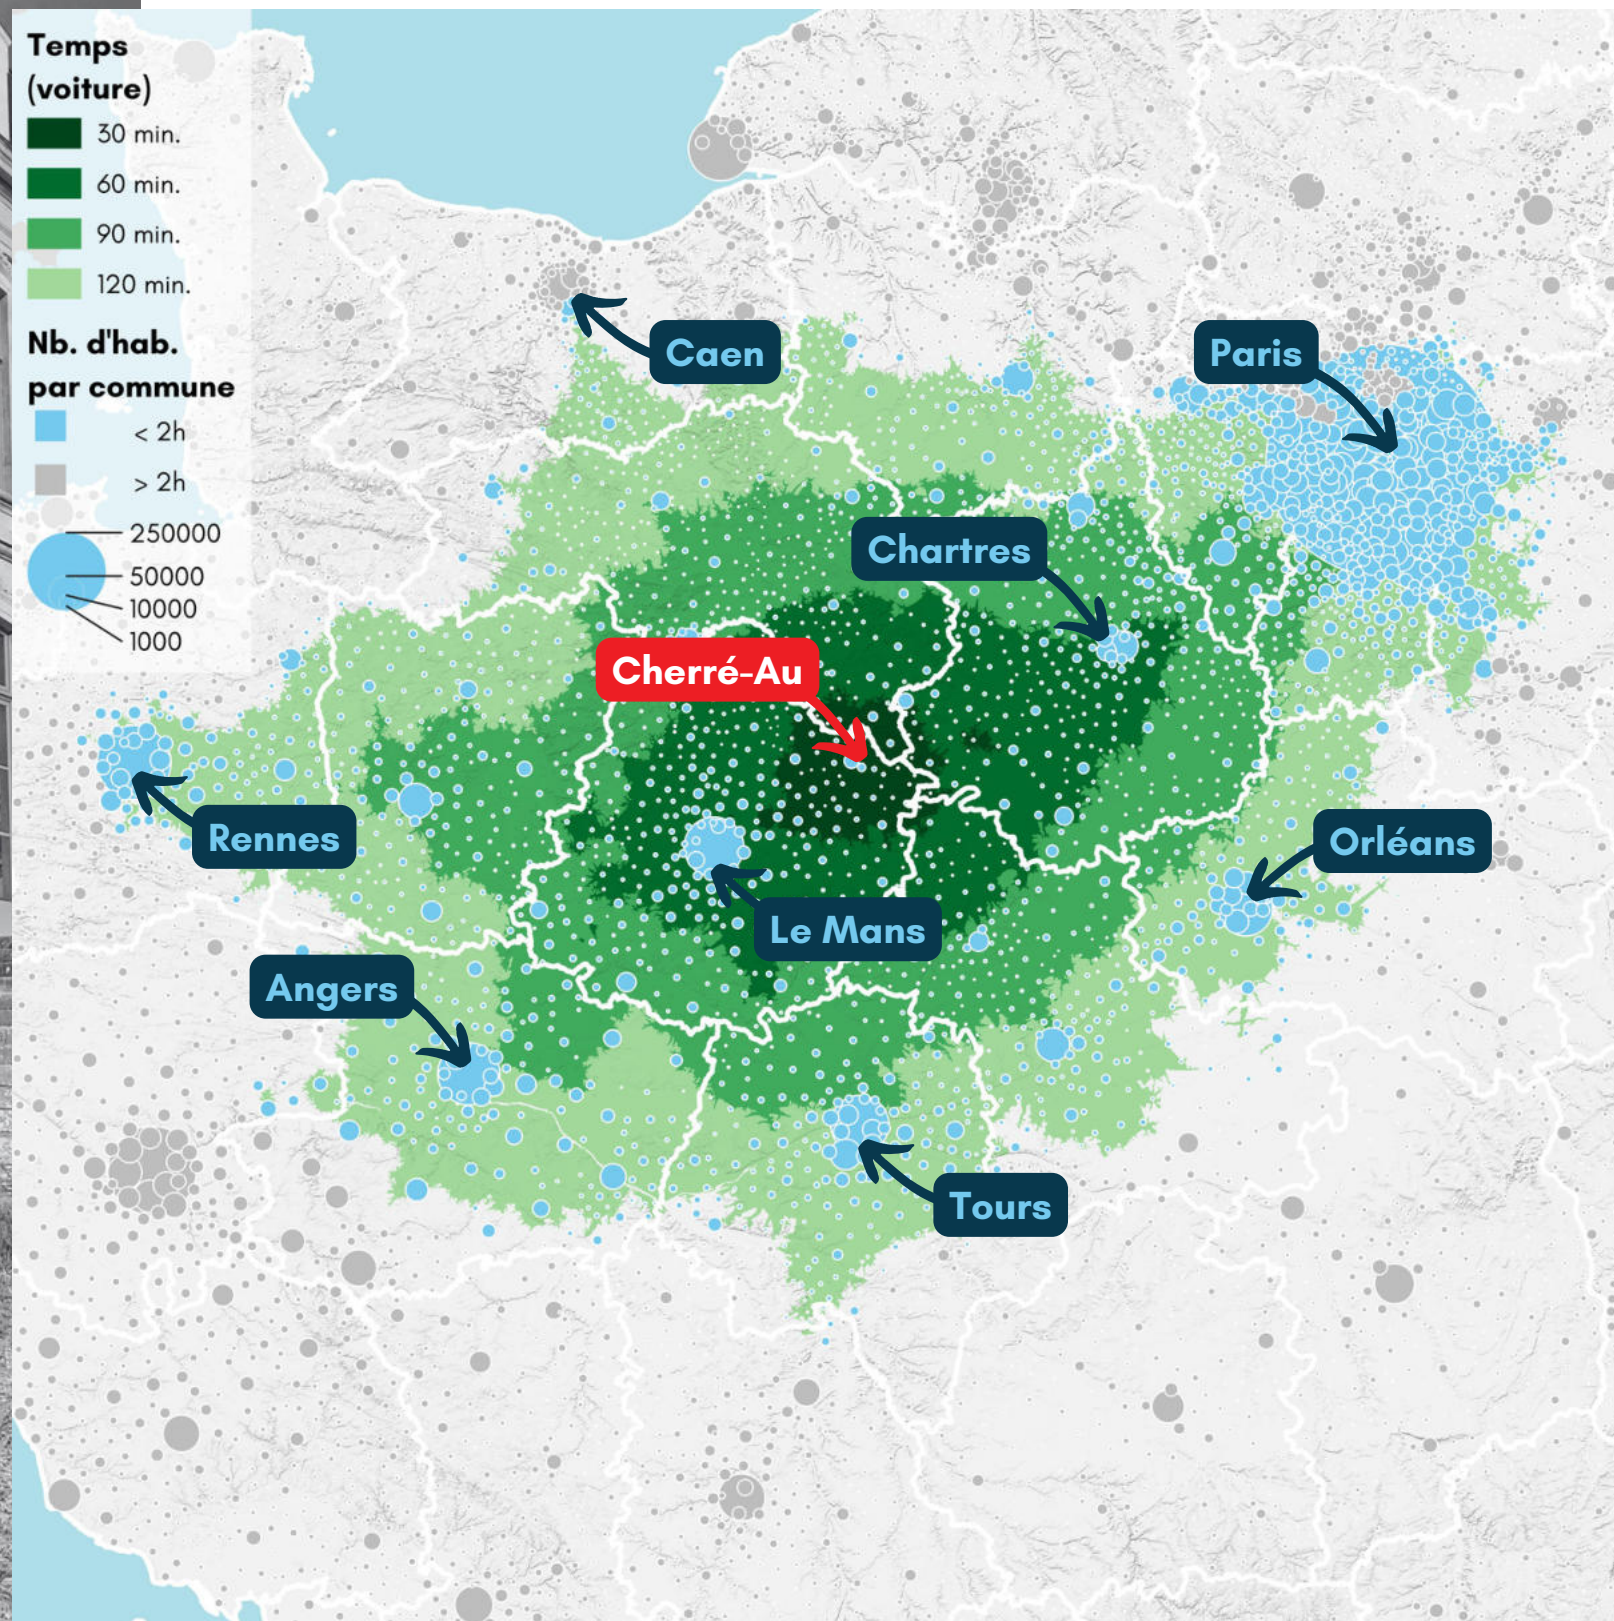 Temps
(voiture)
30 min.
60 min.
90 min.
120 min.
Nb. d'hab.
par commune
< 2h
> 2h
250000
50000
10000
1000
Caen
Paris
Chartres
Cherré-Au
Rennes
Orléans
Le Mans
Angers
Tours